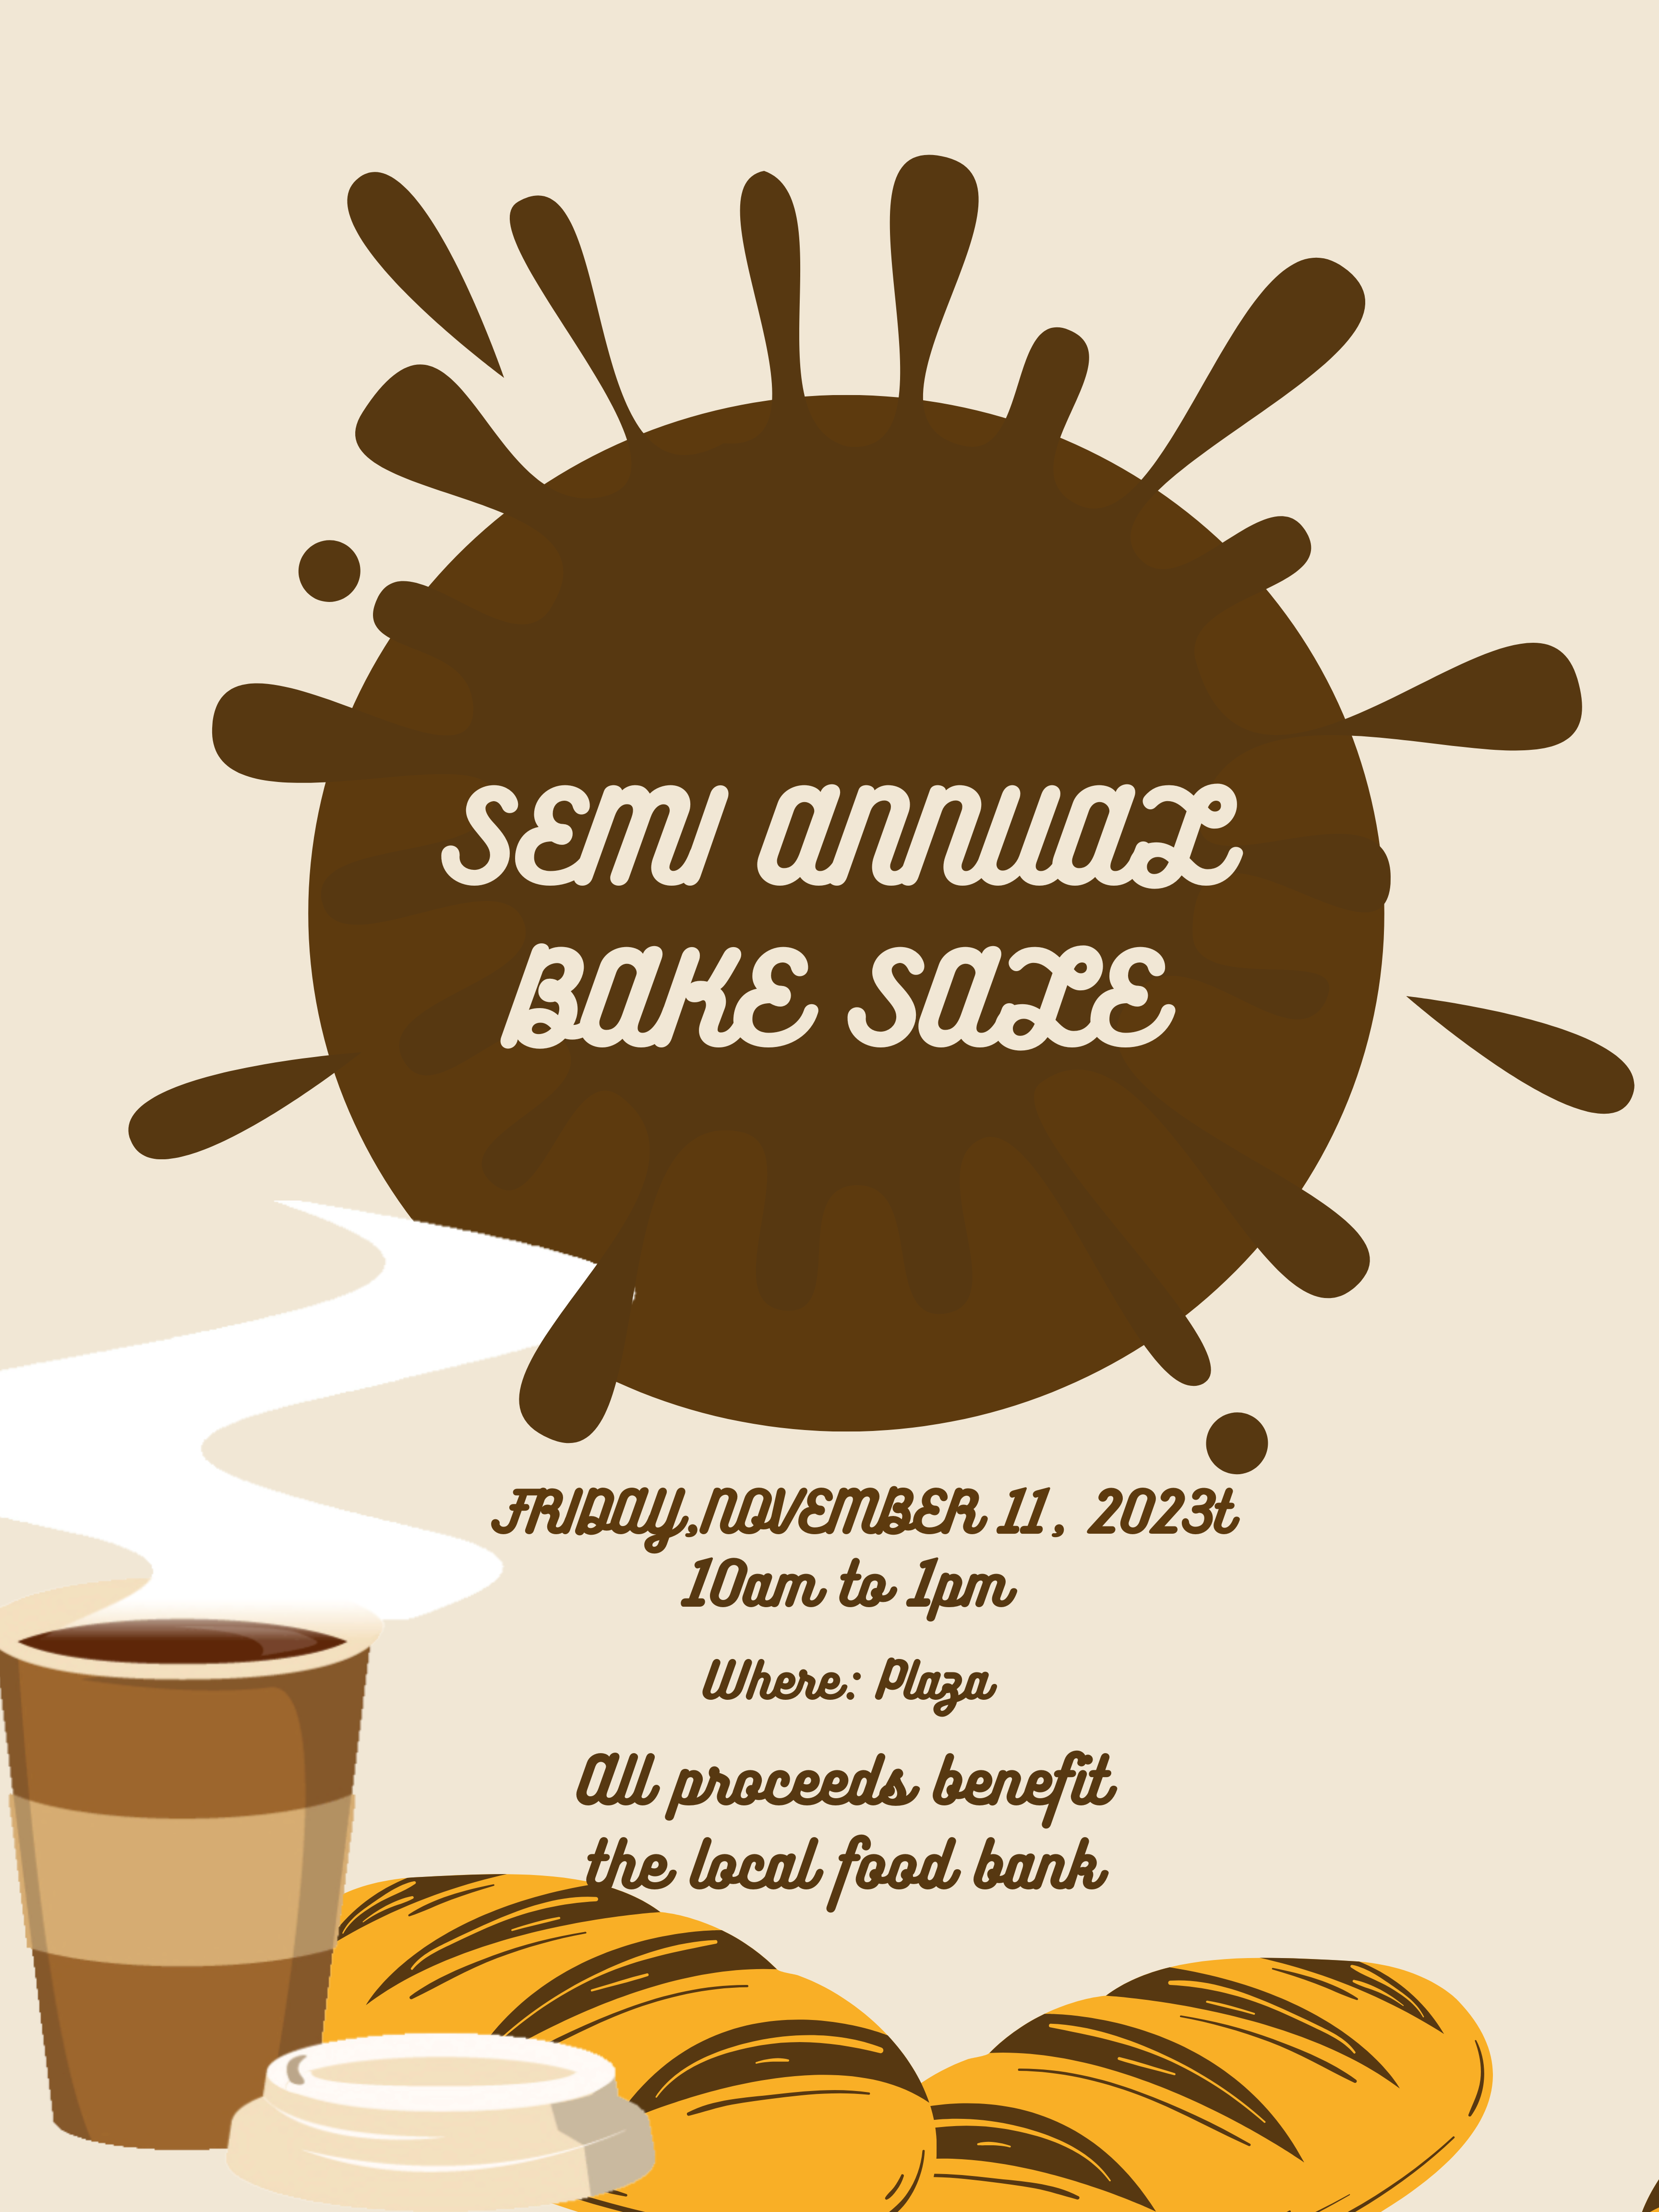 SEMI ANNUAL
BAKE SALE
FRIDAY, NOVEMBER 11, 2023t
10am to 1pm
Where: Plaza
All proceeds benefit
the local food bank